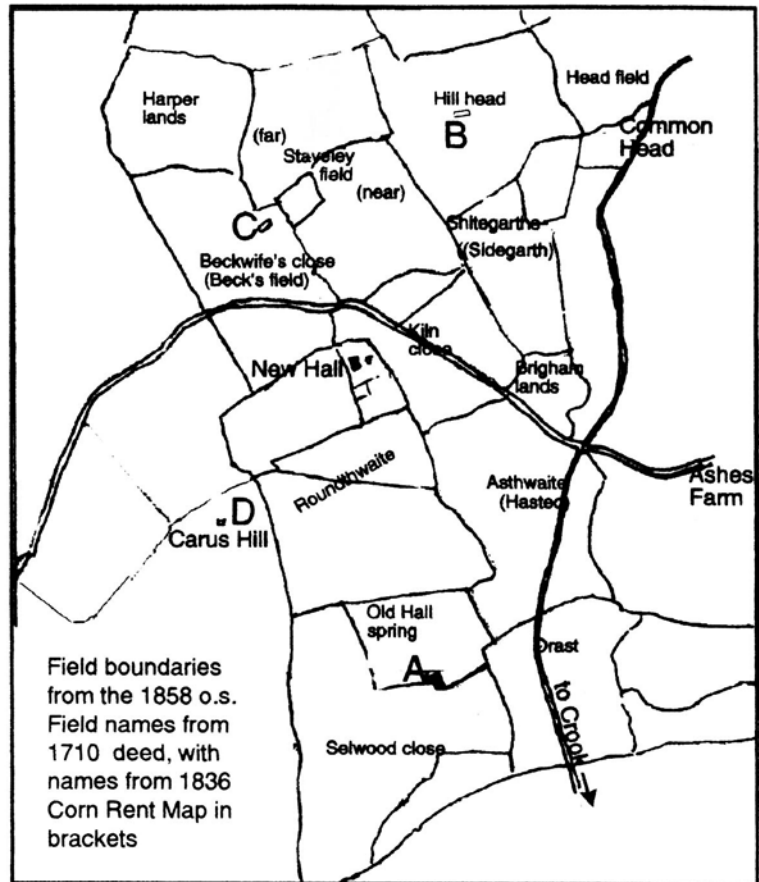 Head field
Harper
lands
Hill head
B
Common
Head
(far)
Stayeley
field
(near)
Shitegarthe
(Sidegarth)
C
Beckwife's close
(Beck's field)
Kiln
close
New Hall
Brigham
lands
Roundthwaite
Asthwaite
(Hasted)
Ashes
Farm
D
Carus Hill
Old Hall
spring
A
Drast
to Crook
Selwood close
Field boundaries
from the 1858 o.s.
Field names from
1710 deed, with
names from 1836
Corn Rent Map in
brackets